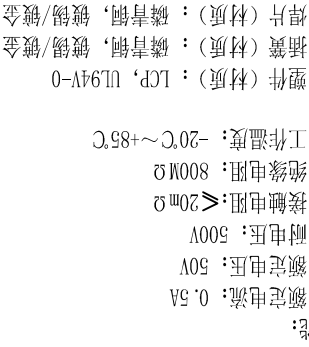 能:
额定电流: 0.5A
额定电压: 50V
耐电压: 500V
接触电阻:≤20mΩ
绝缘电阻: 800MΩ
工作温度: -20℃～+85℃
塑件（材质）: LCP, UL94V-0
插簧（材质）: 磷青铜, 镀锡/镀金
焊片（材质）: 磷青铜, 镀锡/镀金